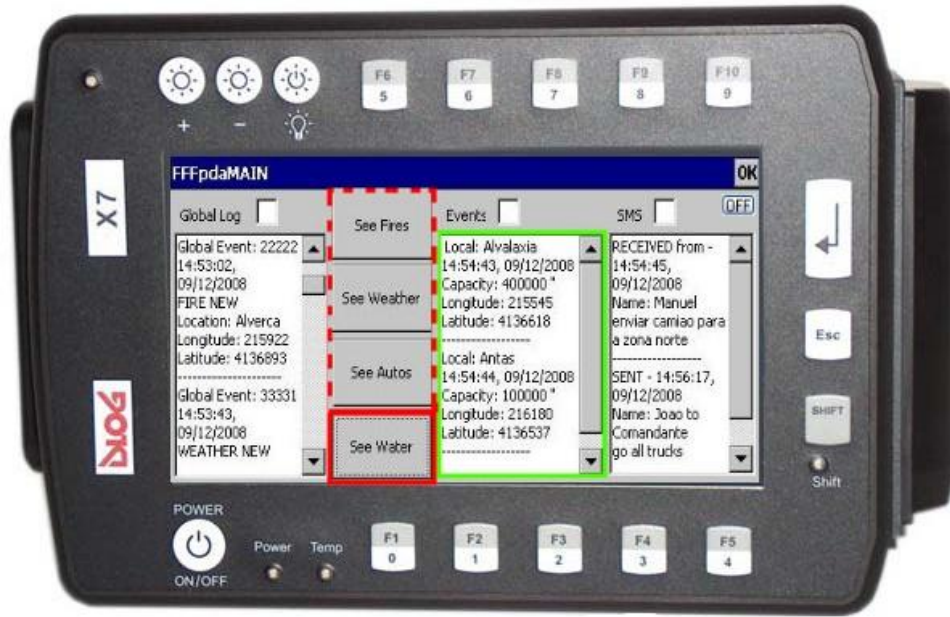 F6
5
F7
6
F8
7
F9
8
F10
9
+
-
X7
FFFpdaMAIN
OK
Global Log
See Fires
Events
SMS
OFF
Global Event: 22222
14:53:02,
09/12/2008
FIRE NEW
Location: Alverca
Longitude: 215922
Latitude: 4136893
--------------------
Global Event: 33331
14:53:43,
09/12/2008
WEATHER NEW
See Weather
See Autos
See Water
Local: Alvalaxia
14:54:43, 09/12/2008
Capacity: 400000 "
Longitude: 215545
Latitude: 4136618
-----------------
Local: Antas
14:54:44, 09/12/2008
Capacity: 100000 "
Longitude: 216180
Latitude: 4136537
-----------------
RECEIVED from -
14:54:45,
09/12/2008
Name: Manuel
enviar camiao para
a zona norte
-----------------
SENT - 14:56:17,
09/12/2008
Name: Joao to
Comandante
go all trucks
Esc
SHIFT
Shift
POWER
ON/OFF
Power
Temp
F1
0
F2
1
F3
2
F4
3
F5
4